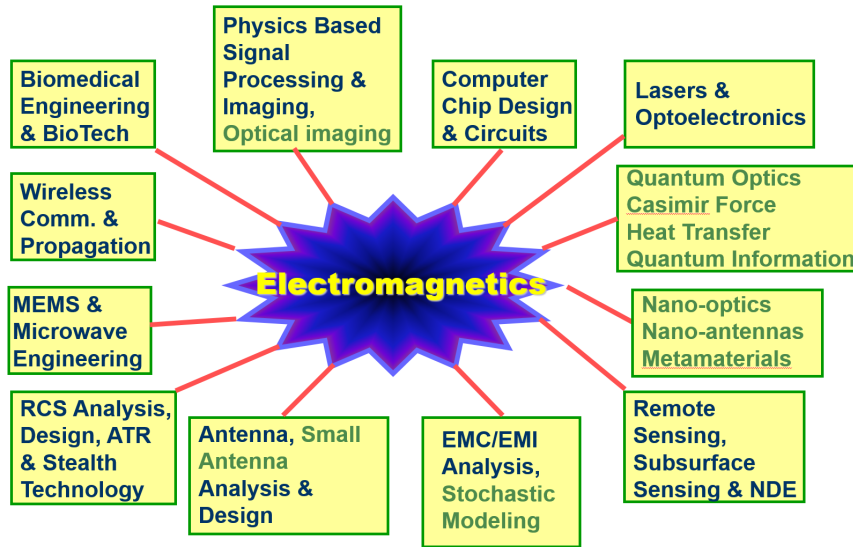 Physics Based
Signal
Processing &
Imaging,
Optical imaging
Biomedical
Engineering
& BioTech
Computer
Chip Design
& Circuits
Lasers &
Optoelectronics
Wireless
Comm. &
Propagation
Quantum Optics
Casimir Force
Heat Transfer
Quantum Information
Electromagnetics
MEMS &
Microwave
Engineering
Nano-optics
Nano-antennas
Metamaterials
RCS Analysis,
Design, ATR
& Stealth
Technology
Antenna, Small
Antenna
Analysis &
Design
EMC/EMI
Analysis,
Stochastic
Modeling
Remote
Sensing,
Subsurface
Sensing & NDE